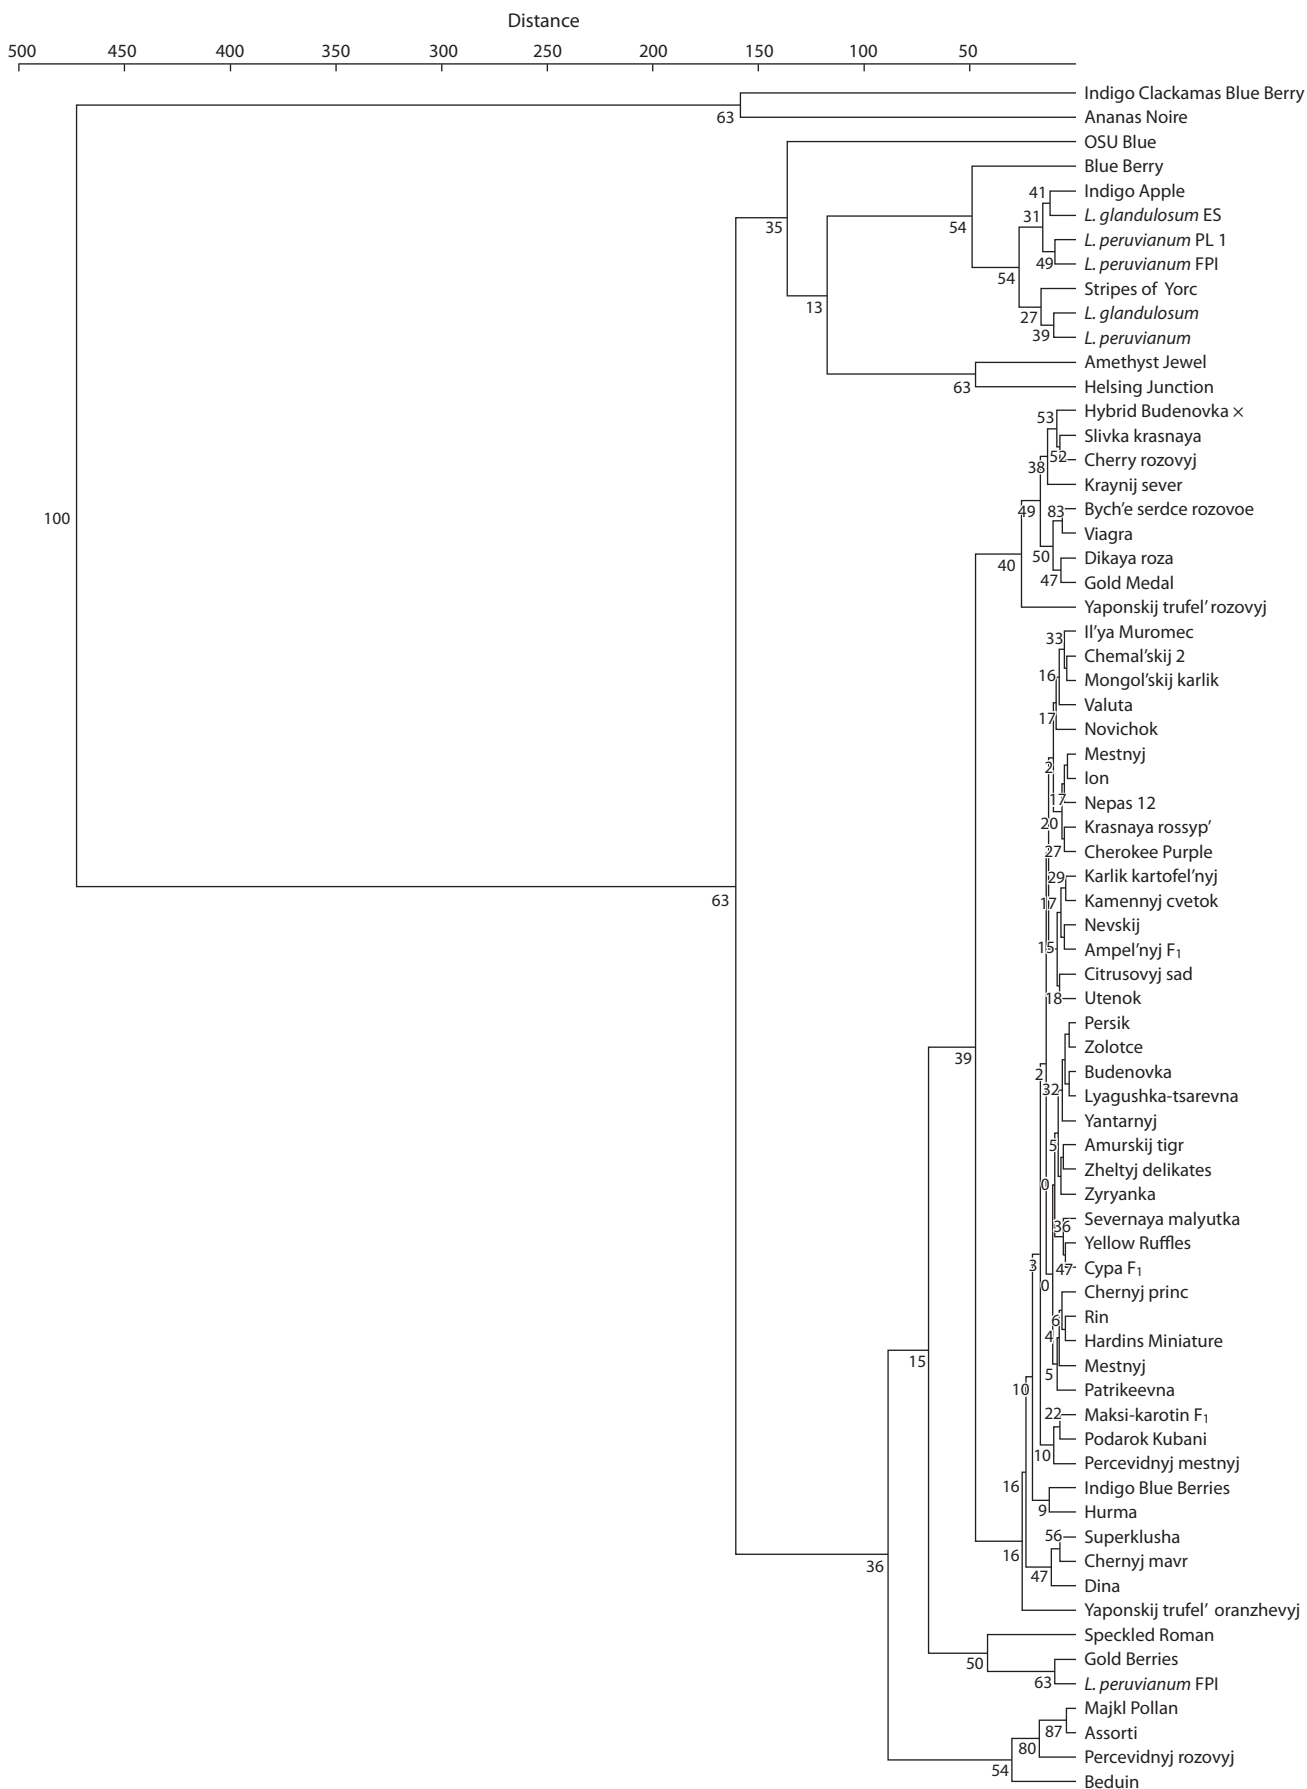 Distance
500 450 400 350 300 250 200 150 100 50
Indigo Clackamas Blue Berry
63
Ananas Noire
OSU Blue
Blue Berry
41 Indigo Apple
31 L. glandulosum ES
35 54
L. peruvianum PL 1
49 L. peruvianum FPI
54
Stripes of Yorc
13 27 L. glandulosum
39 L. peruvianum
Amethyst Jewel
63 Helsing Junction
53 Hybrid Budenovka ×
Slivka krasnaya
52 Cherry rozovyj
38
Kraynij sever
49 83 Bych'e serdce rozovoe
100
Viagra
50 Dikaya roza
40
47 Gold Medal
Yaponskij trufel' rozovyj
33 Il'ya Muromec
Chemal'skij 2
16 Mongol'skij karlik
Valuta
17
Novichok
Mestnyj
2
Ion
17 Nepas 12
20 Krasnaya rossyp'
27 Cherokee Purple
29 Karlik kartofel'nyj
63 17 Kamennyj cvetok
Nevskij
15 Ampel'nyj F1
Citrusovyj sad
18 Utenok
Persik
Zolotce
39
2 Budenovka
32 Lyagushka-tsarevna
Yantarnyj
5 Amurskij tigr
Zheltyj delikates
0
Zyryanka
36 Severnaya malyutka
Yellow Ruffles
3 47 Cypa F1
0
Chernyj princ
6 Rin
4 Hardins Miniature
15 5 Mestnyj
10 Patrikeevna
22 Maksi-karotin F1
Podarok Kubani
10
Percevidnyj mestnyj
16 Indigo Blue Berries
9 Hurma
56 Superklusha
16
36 Chernyj mavr
47
Dina
Yaponskij trufel' oranzhevyj
Speckled Roman
50 Gold Berries
63 L. peruvianum FPI
Majkl Pollan
87 Assorti
80
Percevidnyj rozovyj
54
Beduin